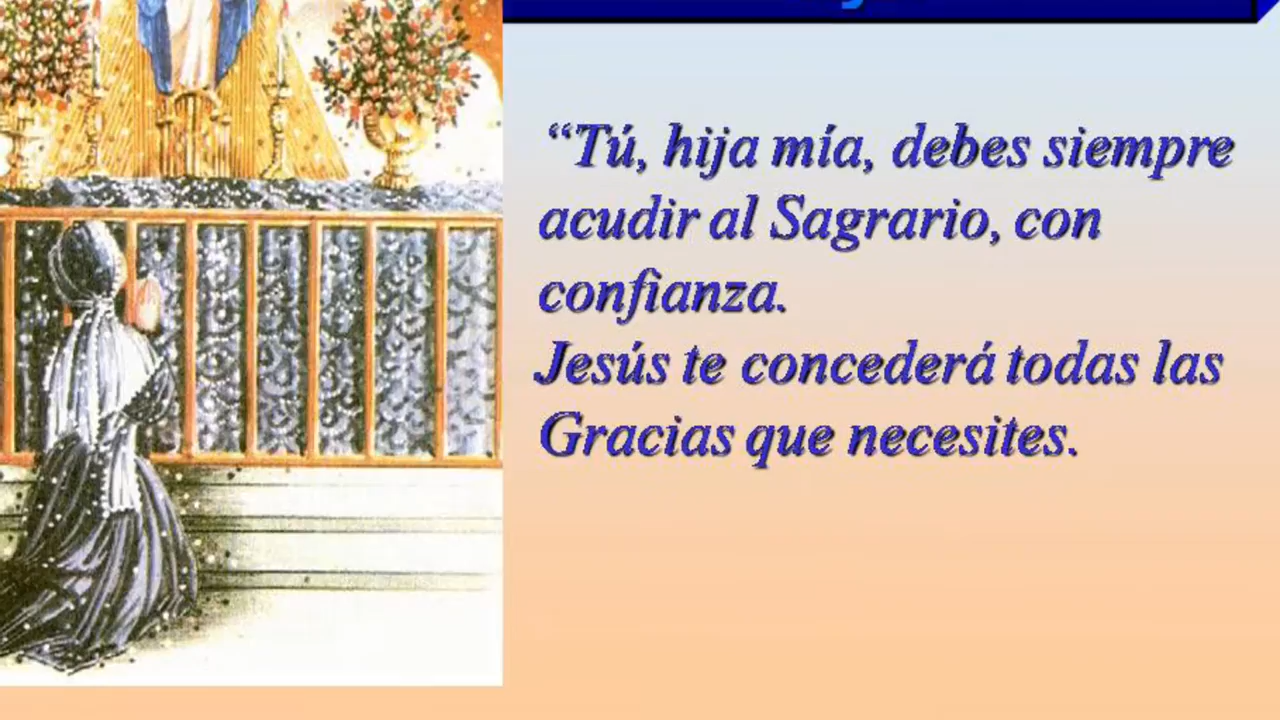 “Tú, hija mía, debes siempre
acudir al Sagrario, con
confianza.
Jesús te concederá todas las
Gracias que necesites.